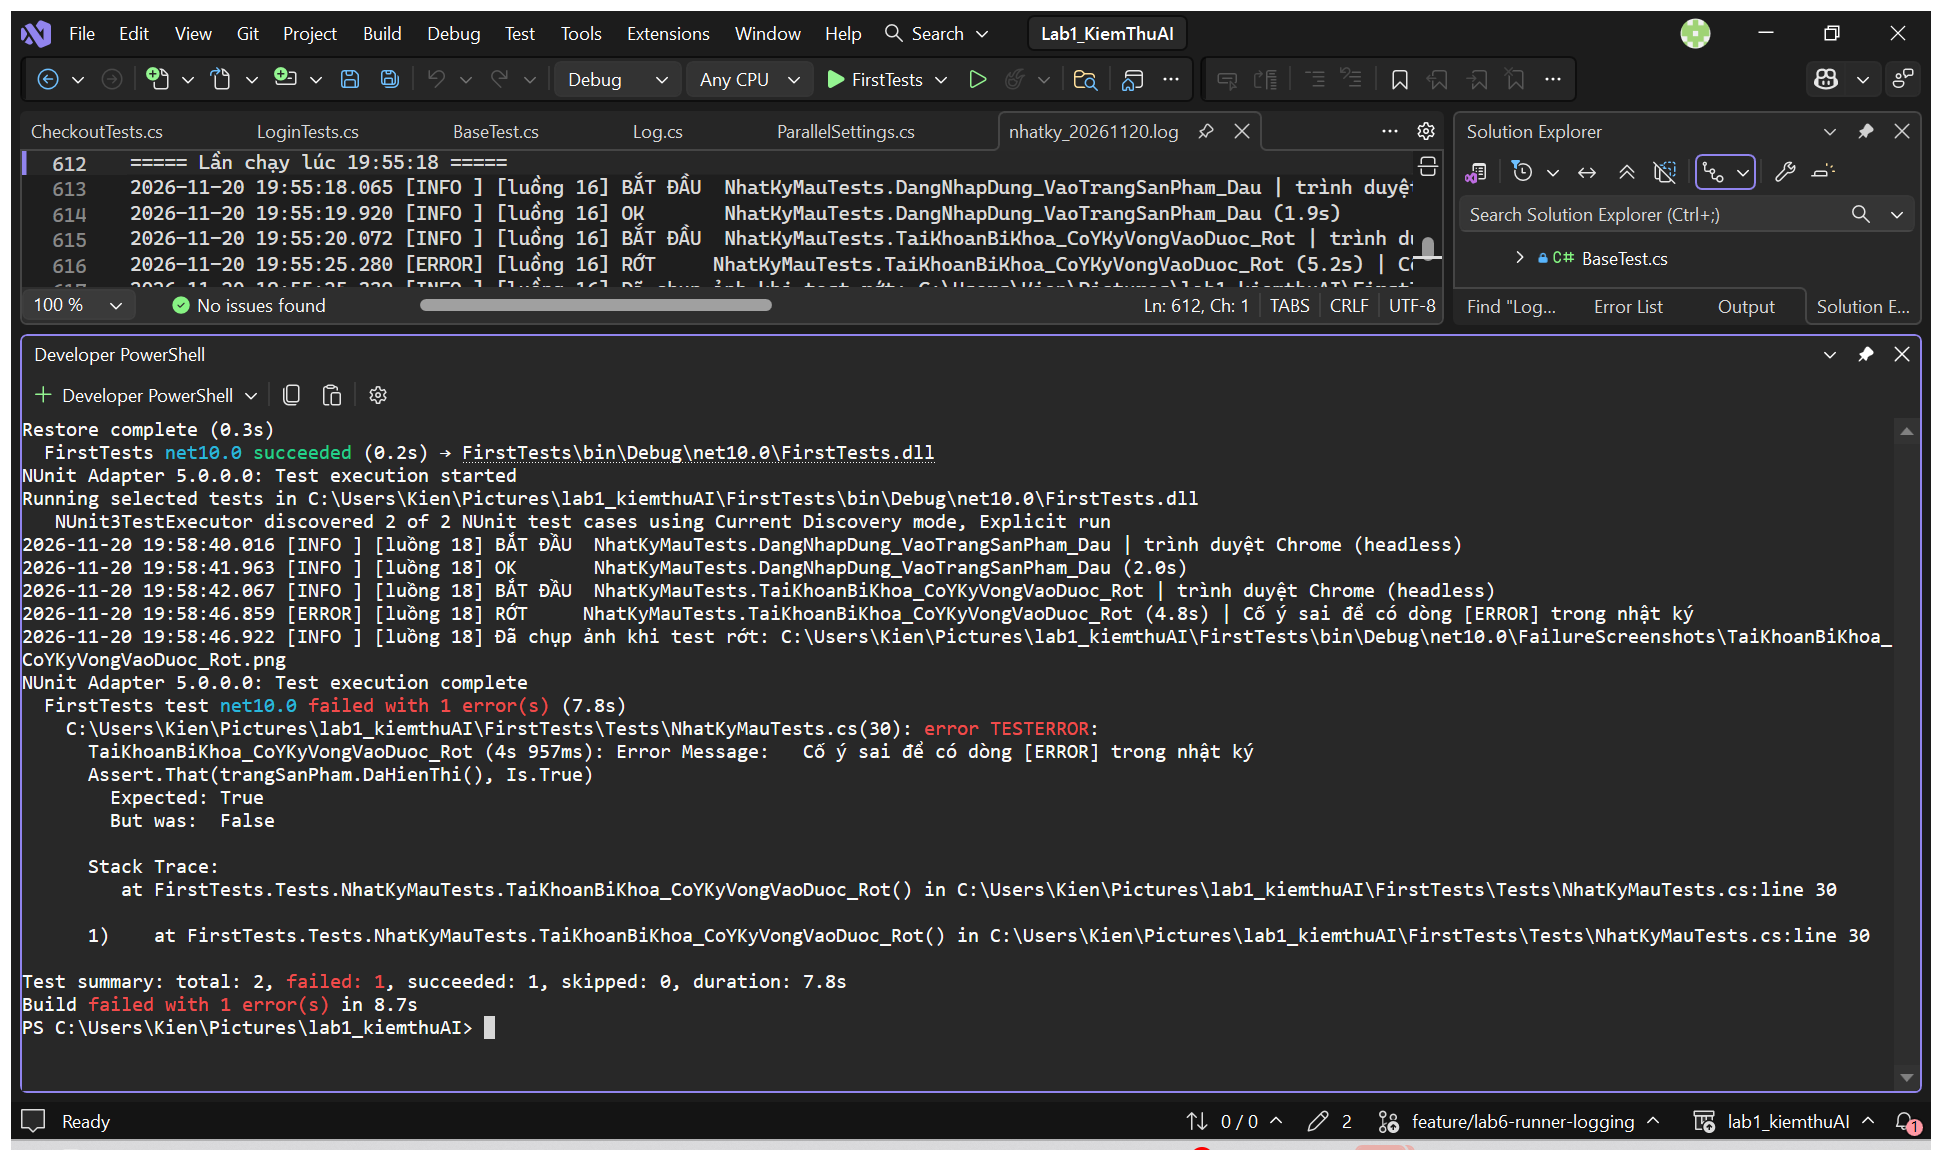 File Edit View Git Project Build Debug Test Tools Extensions Window Help Search Lab1_KiemThuAI
Debug Any CPU FirstTests
CheckoutTests.cs LoginTests.cs BaseTest.cs Log.cs ParallelSettings.cs nhatky_20261120.log
612 ===== Lần chạy lúc 19:55:18 =====
613 2026-11-20 19:55:18.065 [INFO ] [luồng 16] BẮT ĐẦU NhatKyMauTests.DangNhapDung_VaoTrangSanPham_Dau | trình duyệt
614 2026-11-20 19:55:19.920 [INFO ] [luồng 16] OK NhatKyMauTests.DangNhapDung_VaoTrangSanPham_Dau (1.9s)
615 2026-11-20 19:55:20.072 [INFO ] [luồng 16] BẮT ĐẦU NhatKyMauTests.TaiKhoanBiKhoa_CoYKyVongVaoDuoc_Rot | trình
616 2026-11-20 19:55:25.280 [ERROR] [luồng 16] RỚT NhatKyMauTests.TaiKhoanBiKhoa_CoYKyVongVaoDuoc_Rot (5.2s) |
100 % No issues found Ln: 612, Ch: 1 TABS CRLF UTF-8
Solution Explorer
Search Solution Explorer (Ctrl+;)
C# BaseTest.cs
Find "Log... Error List Output Solution E...
Developer PowerShell
Developer PowerShell
Restore complete (0.3s)
FirstTests net10.0 succeeded (0.2s) → FirstTests\bin\Debug\net10.0\FirstTests.dll
NUnit Adapter 5.0.0.0: Test execution started
Running selected tests in C:\Users\Kien\Pictures\lab1_kiemthuAI\FirstTests\bin\Debug\net10.0\FirstTests.dll
NUnit3TestExecutor discovered 2 of 2 NUnit test cases using Current Discovery mode, Explicit run
2026-11-20 19:58:40.016 [INFO ] [luồng 18] BẮT ĐẦU NhatKyMauTests.DangNhapDung_VaoTrangSanPham_Dau | trình duyệt Chrome (headless)
2026-11-20 19:58:41.963 [INFO ] [luồng 18] OK NhatKyMauTests.DangNhapDung_VaoTrangSanPham_Dau (2.0s)
2026-11-20 19:58:42.067 [INFO ] [luồng 18] BẮT ĐẦU NhatKyMauTests.TaiKhoanBiKhoa_CoYKyVongVaoDuoc_Rot | trình duyệt Chrome (headless)
2026-11-20 19:58:46.859 [ERROR] [luồng 18] RỚT NhatKyMauTests.TaiKhoanBiKhoa_CoYKyVongVaoDuoc_Rot (4.8s) | Cố ý sai để có dòng [ERROR] trong nhật ký
2026-11-20 19:58:46.922 [INFO ] [luồng 18] Đã chụp ảnh khi test rớt: C:\Users\Kien\Pictures\lab1_kiemthuAI\FirstTests\bin\Debug\net10.0\FailureScreenshots\TaiKhoanBiKhoa_
CoYKyVongVaoDuoc_Rot.png
NUnit Adapter 5.0.0.0: Test execution complete
FirstTests test net10.0 failed with 1 error(s) (7.8s)
C:\Users\Kien\Pictures\lab1_kiemthuAI\FirstTests\Tests\NhatKyMauTests.cs(30): error TESTERROR:
TaiKhoanBiKhoa_CoYKyVongVaoDuoc_Rot (4s 957ms): Error Message: Cố ý sai để có dòng [ERROR] trong nhật ký
Assert.That(trangSanPham.DaHienThi(), Is.True)
Expected: True
But was: False
Stack Trace:
at FirstTests.Tests.NhatKyMauTests.TaiKhoanBiKhoa_CoYKyVongVaoDuoc_Rot() in C:\Users\Kien\Pictures\lab1_kiemthuAI\FirstTests\Tests\NhatKyMauTests.cs:line 30
1) at FirstTests.Tests.NhatKyMauTests.TaiKhoanBiKhoa_CoYKyVongVaoDuoc_Rot() in C:\Users\Kien\Pictures\lab1_kiemthuAI\FirstTests\Tests\NhatKyMauTests.cs:line 30
Test summary: total: 2, failed: 1, succeeded: 1, skipped: 0, duration: 7.8s
Build failed with 1 error(s) in 8.7s
PS C:\Users\Kien\Pictures\lab1_kiemthuAI>
Ready 0 / 0 2 feature/lab6-runner-logging lab1_kiemthuAI 1